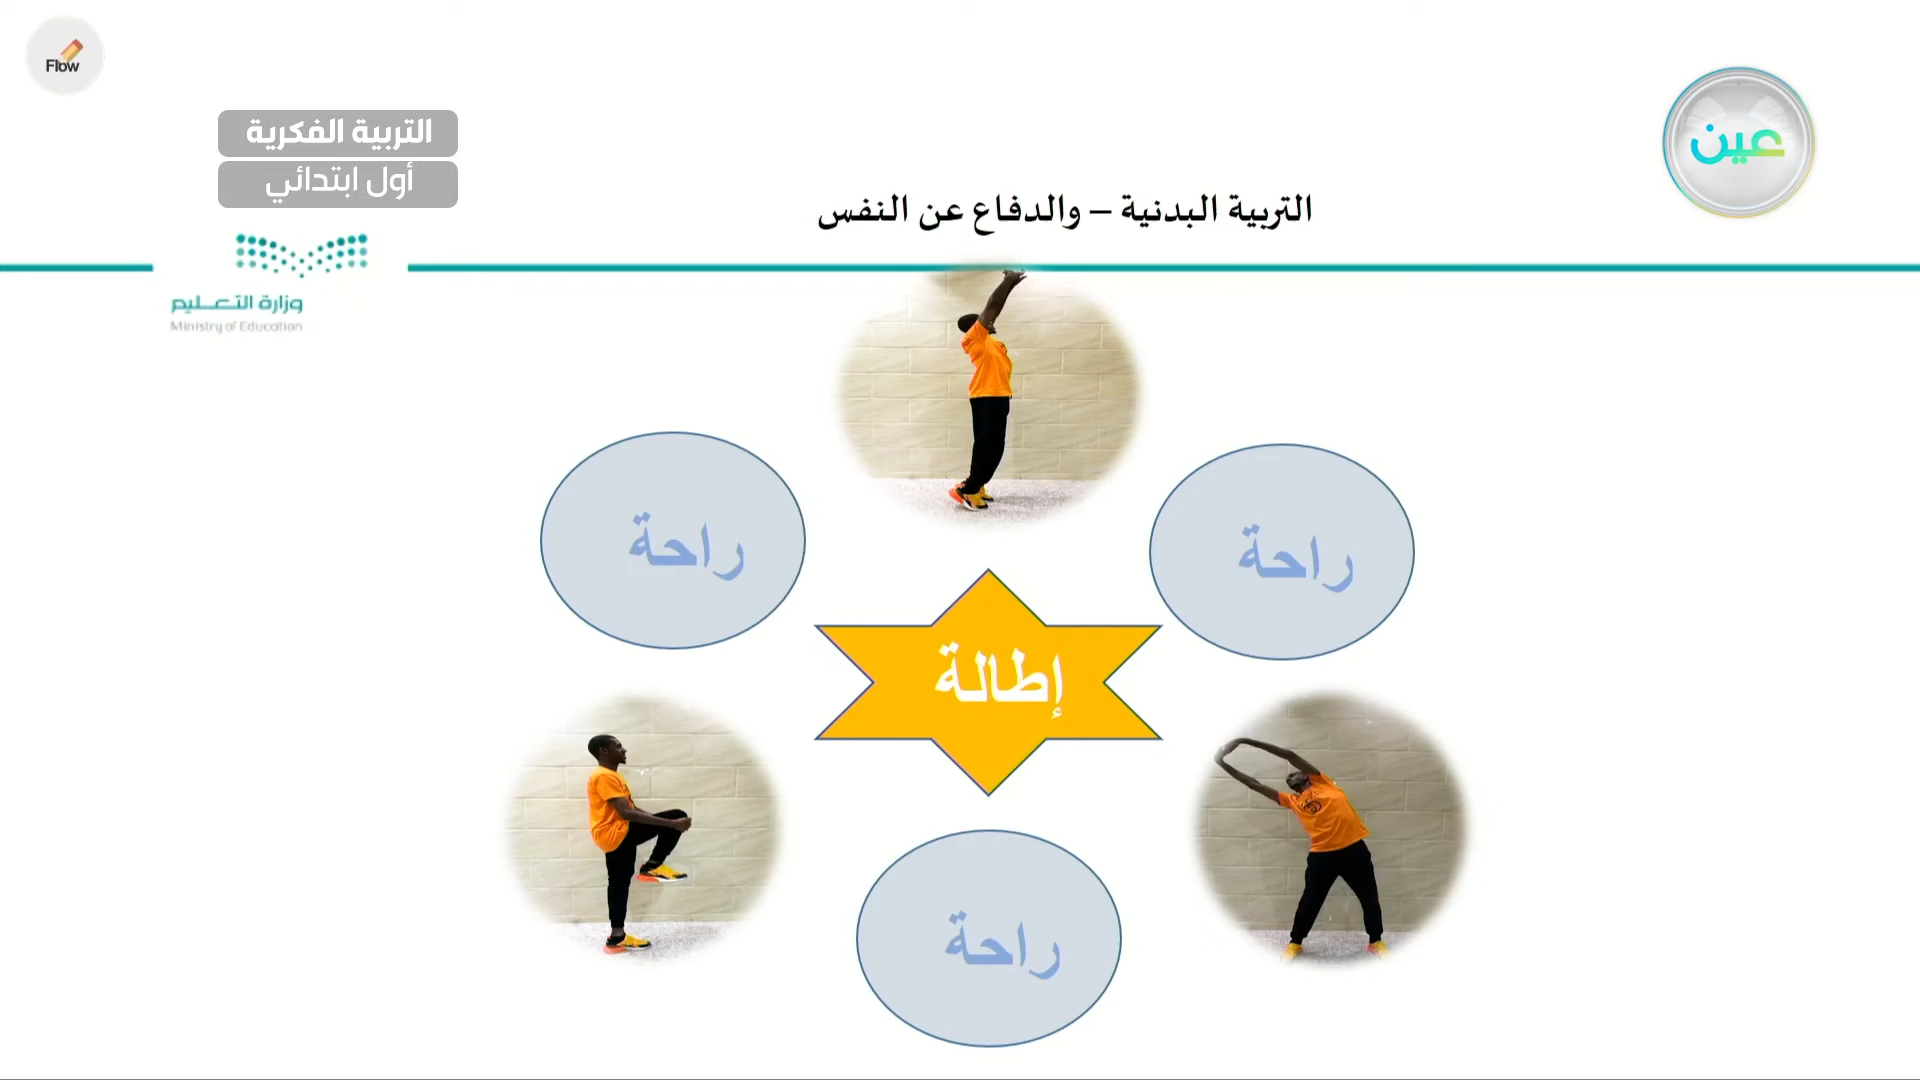 Flow
التربية الفكرية
أول ابتدائي
عين
التربية البدنية – والدفاع عن النفس
وزارة التعليم
Ministry of Education
راحة
راحة
إطالة
راحة